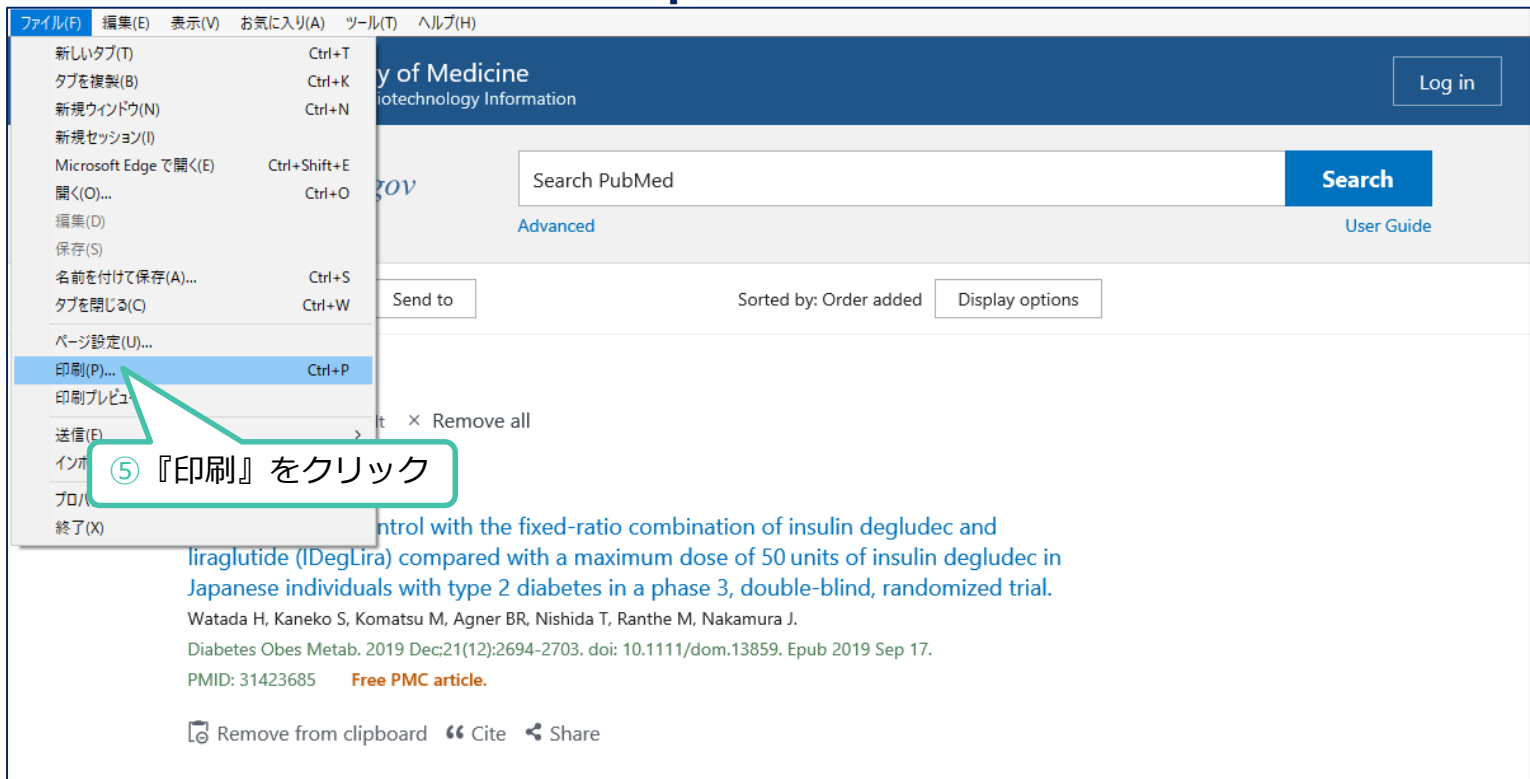 ファイル(F) 編集(E) 表示(V) お気に入り(A) ツール(T) ヘルプ(H)
新しいタブ(T) Ctrl+T
タブを複製(B) Ctrl+K
新規ウィンドウ(N) Ctrl+N
新規セッション(I)
Microsoft Edge で開く(E) Ctrl+Shift+E
開く(O)... Ctrl+O
編集(D)
保存(S)
名前を付けて保存(A)... Ctrl+S
タブを閉じる(C) Ctrl+W
ページ設定(U)...
印刷(P)... Ctrl+P
印刷プレビュ
送信(E)
インポ
プロパ
終了(X)
⑤『印刷』をクリック
y of Medicine
iotechnology Information
Log in
gov
Search PubMed
Search
Advanced
User Guide
Send to
Sorted by: Order added
Display options
lt × Remove all
ntrol with the fixed-ratio combination of insulin degludec and
liraglutide (IDegLira) compared with a maximum dose of 50 units of insulin degludec in
Japanese individuals with type 2 diabetes in a phase 3, double-blind, randomized trial.
Watada H, Kaneko S, Komatsu M, Agner BR, Nishida T, Ranthe M, Nakamura J.
Diabetes Obes Metab. 2019 Dec;21(12):2694-2703. doi: 10.1111/dom.13859. Epub 2019 Sep 17.
PMID: 31423685 Free PMC article.
Remove from clipboard Cite Share